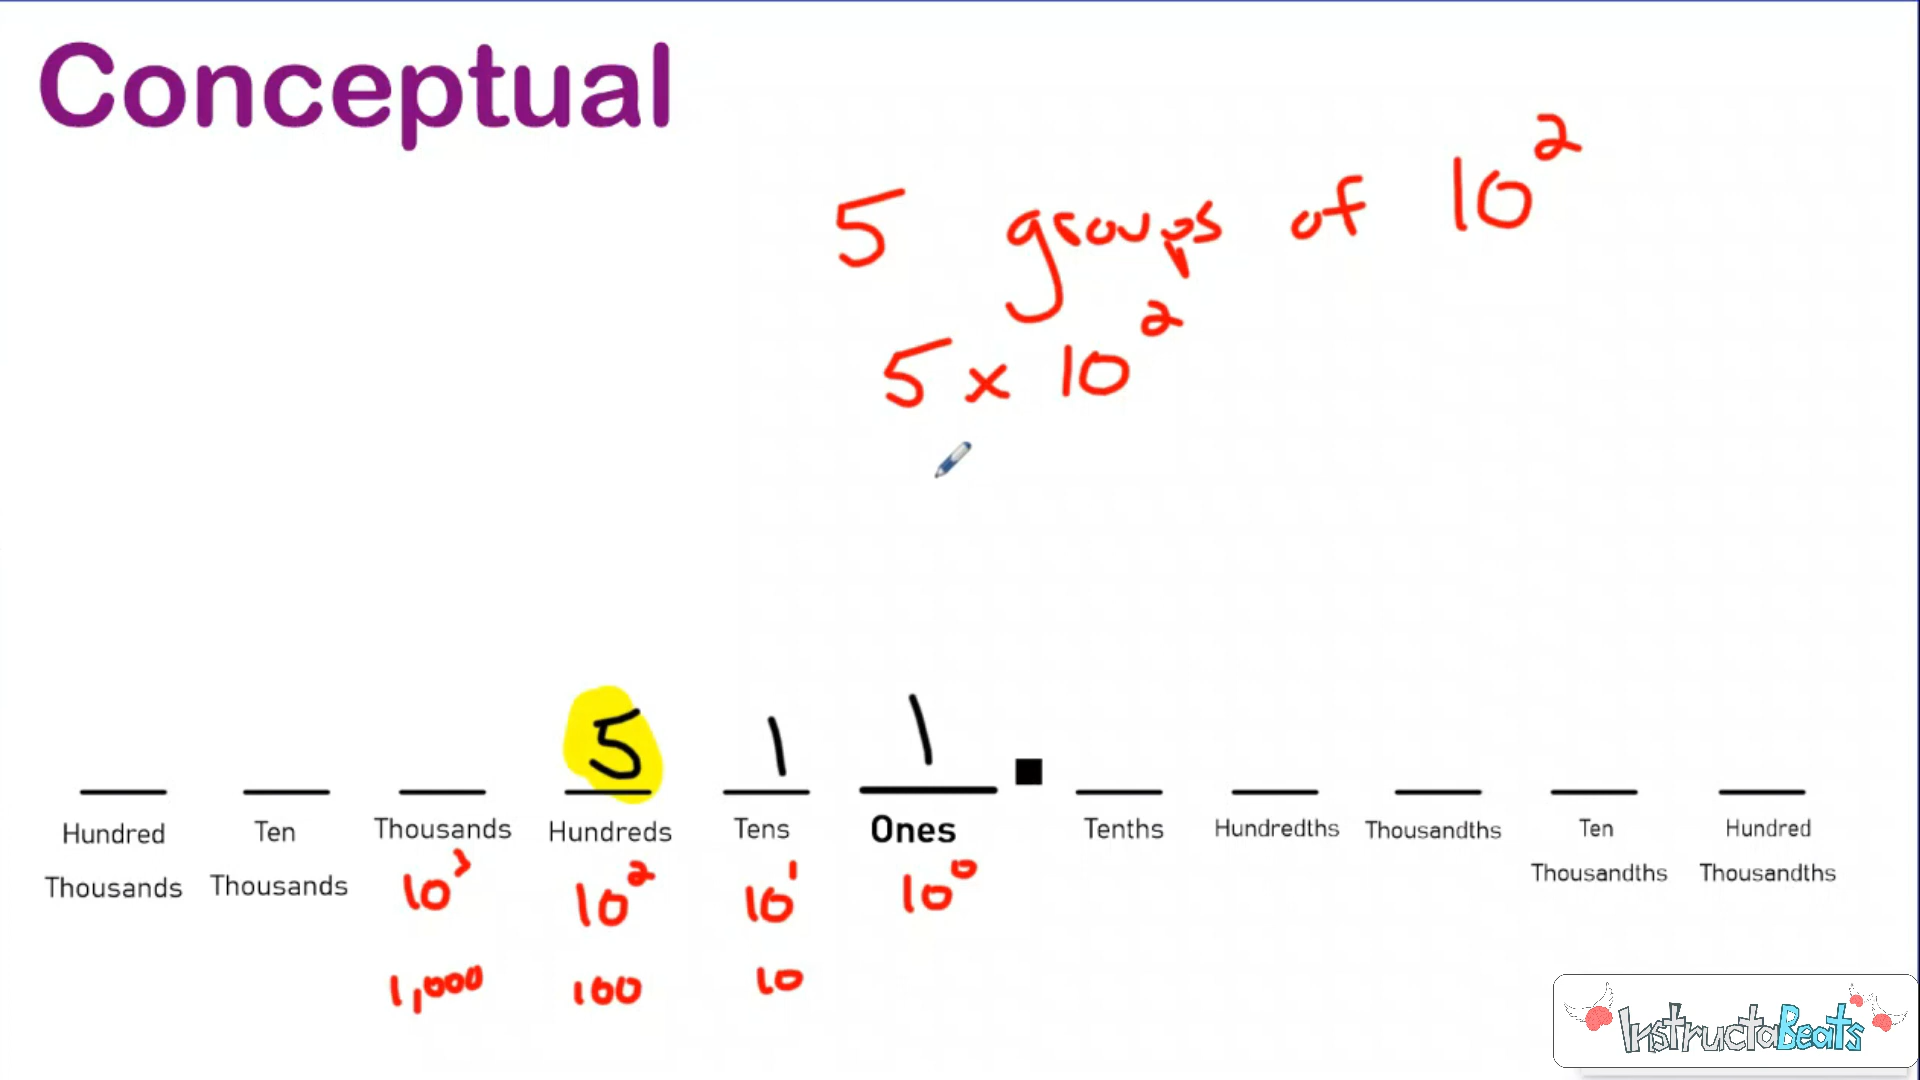 Conceptual
5 groups of 10²
5 x 10²
5 1 1 .
Hundred Thousands Ten Thousands Thousands Hundreds Tens Ones Tenths Hundredths Thousandths Ten Thousandths Hundred Thousandths
10³ 10² 10¹ 10⁰
1,000 100 10
InstructaBeats